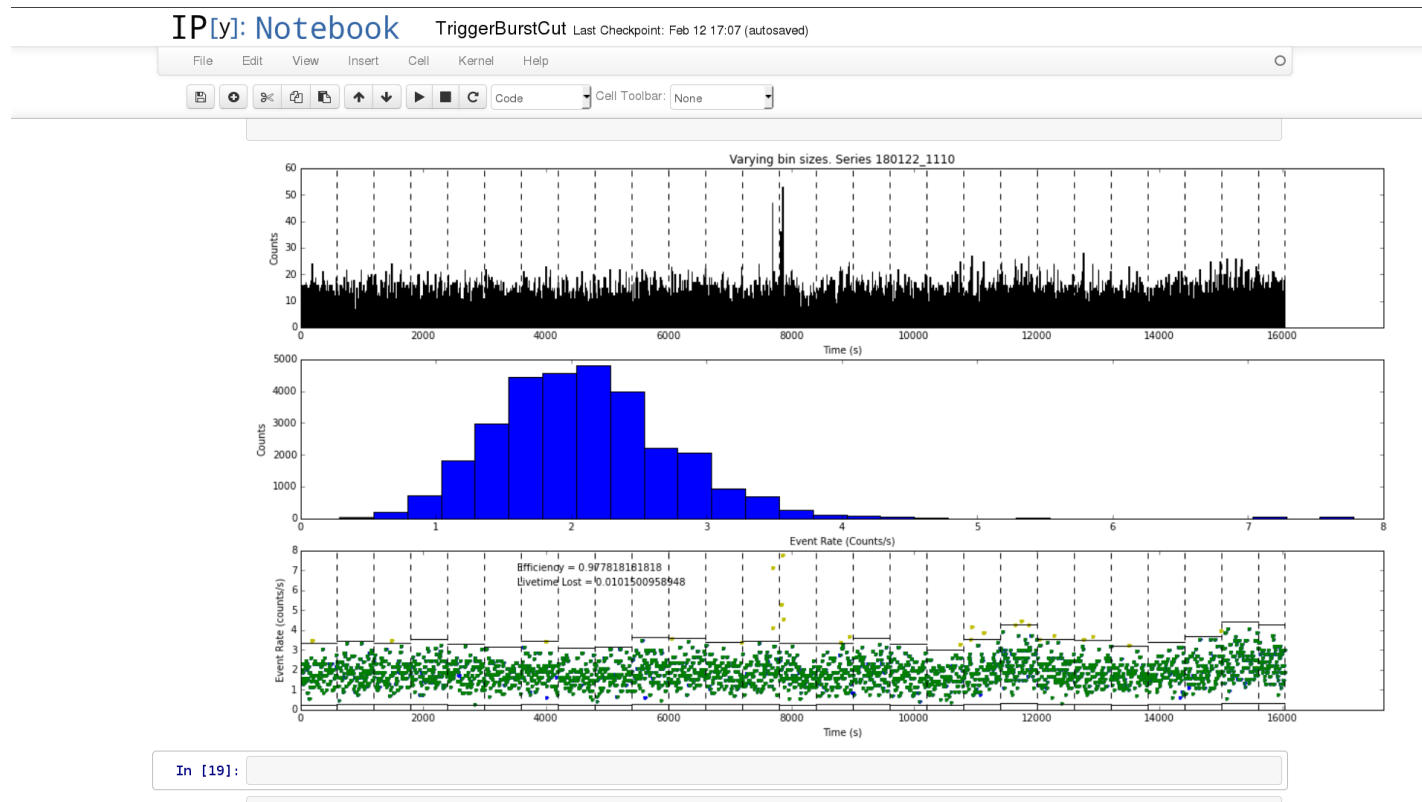 IP[y]: Notebook TriggerBurstCut Last Checkpoint: Feb 12 17:07 (autosaved)
File Edit View Insert Cell Kernel Help
Code Cell Toolbar: None
Varying bin sizes. Series 180122_1110
60
50
40
30
20
10
0
Counts
0 2000 4000 6000 8000 10000 12000 14000 16000
Time (s)
5000
4000
3000
2000
1000
0
Counts
0 1 2 3 4 5 6 7 8
Event Rate (Counts/s)
8
7
6
5
4
3
2
1
0
Event Rate (counts/s)
Efficiency = 0.977818181818
Livetime Lost = 0.0101500958948
0 2000 4000 6000 8000 10000 12000 14000 16000
Time (s)
In [19]: